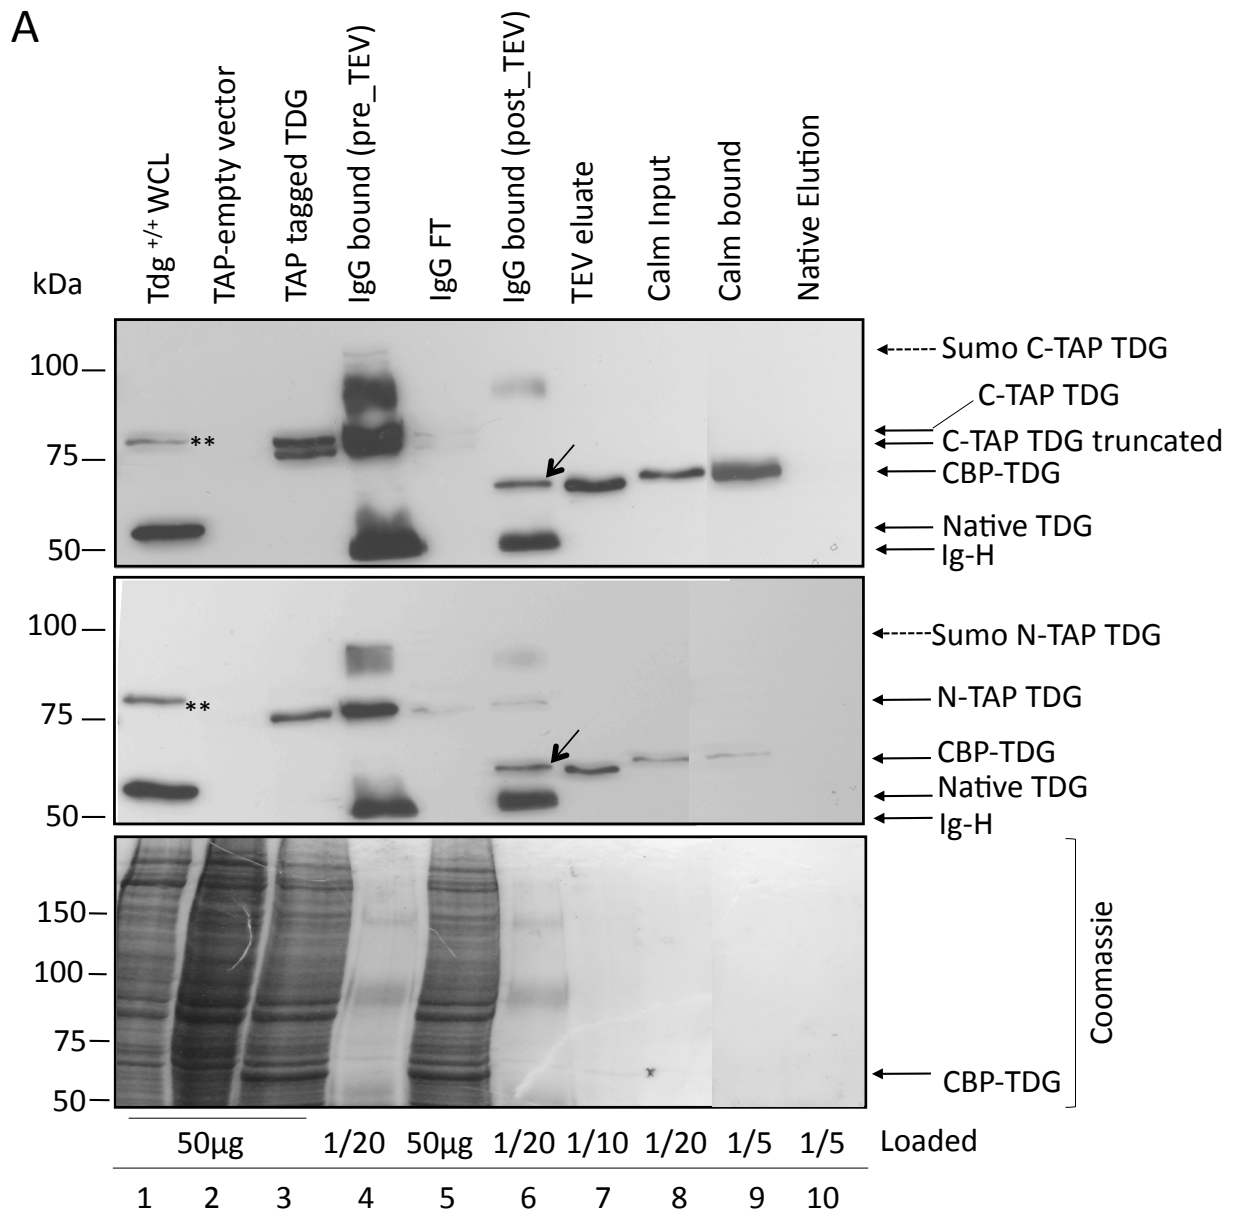 A
Tdg +/+ WCL
TAP-empty vector
TAP tagged TDG
IgG bound (pre_TEV)
IgG FT
IgG bound (post_TEV)
TEV eluate
Calm Input
Calm bound
Native Elution
kDa
100
75
50
**
Sumo C-TAP TDG
C-TAP TDG
C-TAP TDG truncated
CBP-TDG
Native TDG
Ig-H
100
75
50
**
Sumo N-TAP TDG
N-TAP TDG
CBP-TDG
Native TDG
Ig-H
150
100
75
50
CBP-TDG
Coomassie
50µg 1/20 50µg 1/20 1/10 1/20 1/5 1/5 Loaded
1 2 3 4 5 6 7 8 9 10